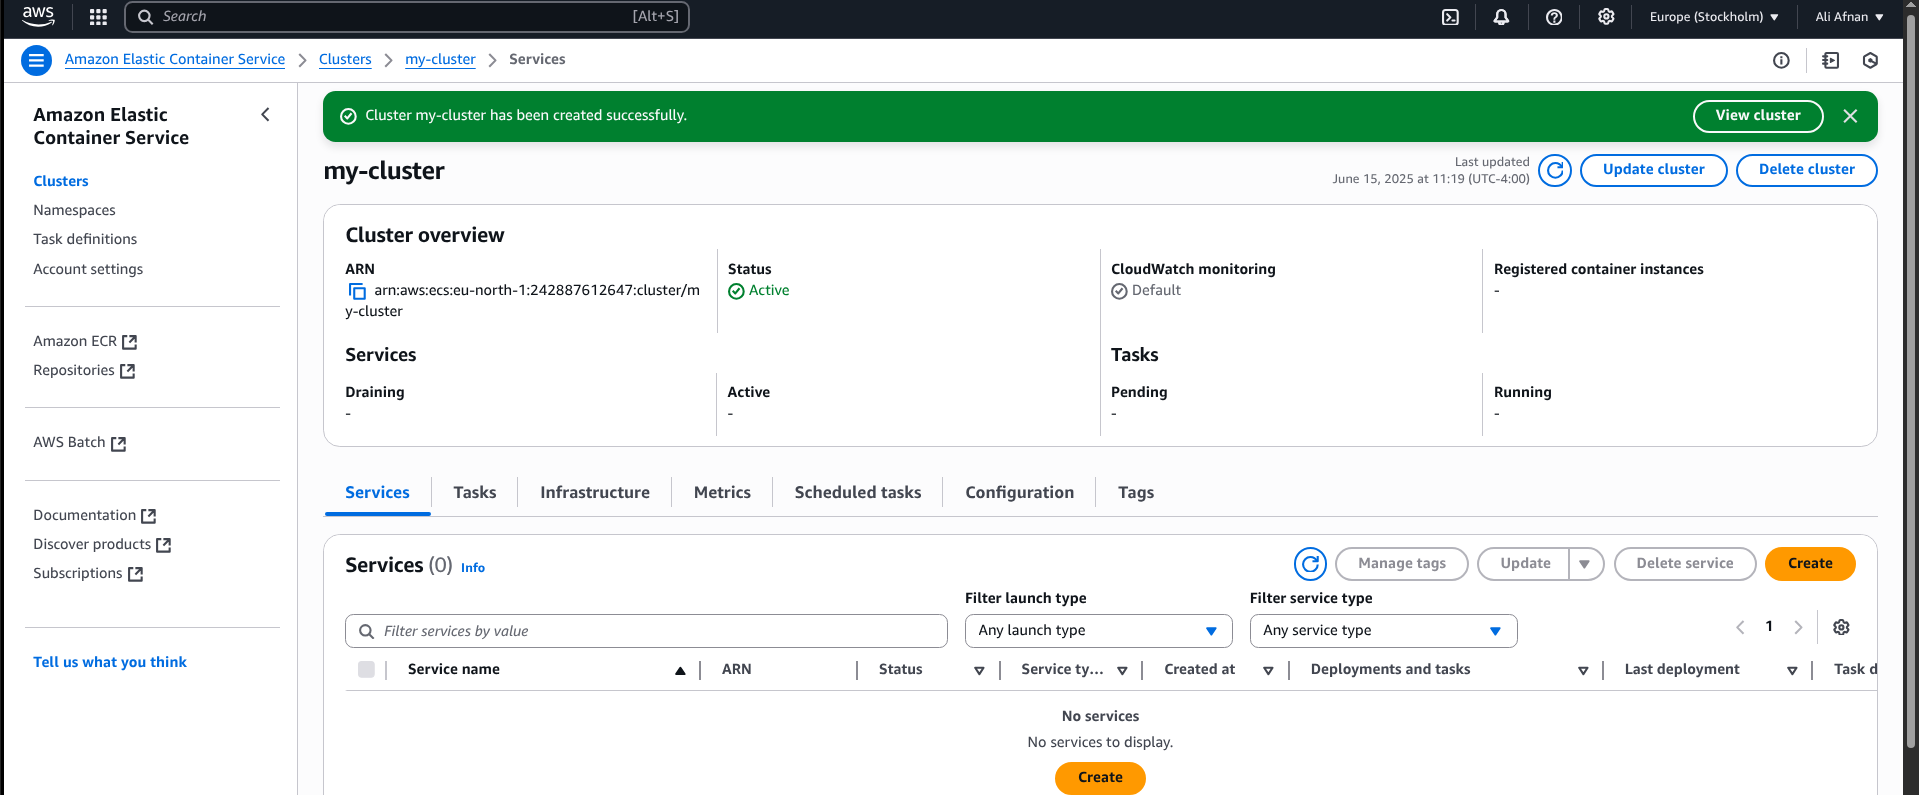 aws
Search [Alt+S]
Europe (Stockholm)
Ali Afnan
Amazon Elastic Container Service
Clusters
my-cluster
Services
Amazon Elastic
Container Service
Clusters
Namespaces
Task definitions
Account settings
Amazon ECR
Repositories
AWS Batch
Documentation
Discover products
Subscriptions
Tell us what you think
Cluster my-cluster has been created successfully.
View cluster
my-cluster
Last updated
June 15, 2025 at 11:19 (UTC-4:00)
Update cluster
Delete cluster
Cluster overview
ARN
arn:aws:ecs:eu-north-1:242887612647:cluster/m
y-cluster
Status
Active
CloudWatch monitoring
Default
Registered container instances
-
Services
Tasks
Draining
-
Active
-
Pending
-
Running
-
Services
Tasks
Infrastructure
Metrics
Scheduled tasks
Configuration
Tags
Services (0) Info
Manage tags
Update
Delete service
Create
Filter services by value
Filter launch type
Any launch type
Filter service type
Any service type
1
Service name
ARN
Status
Service ty...
Created at
Deployments and tasks
Last deployment
Task d
No services
No services to display.
Create